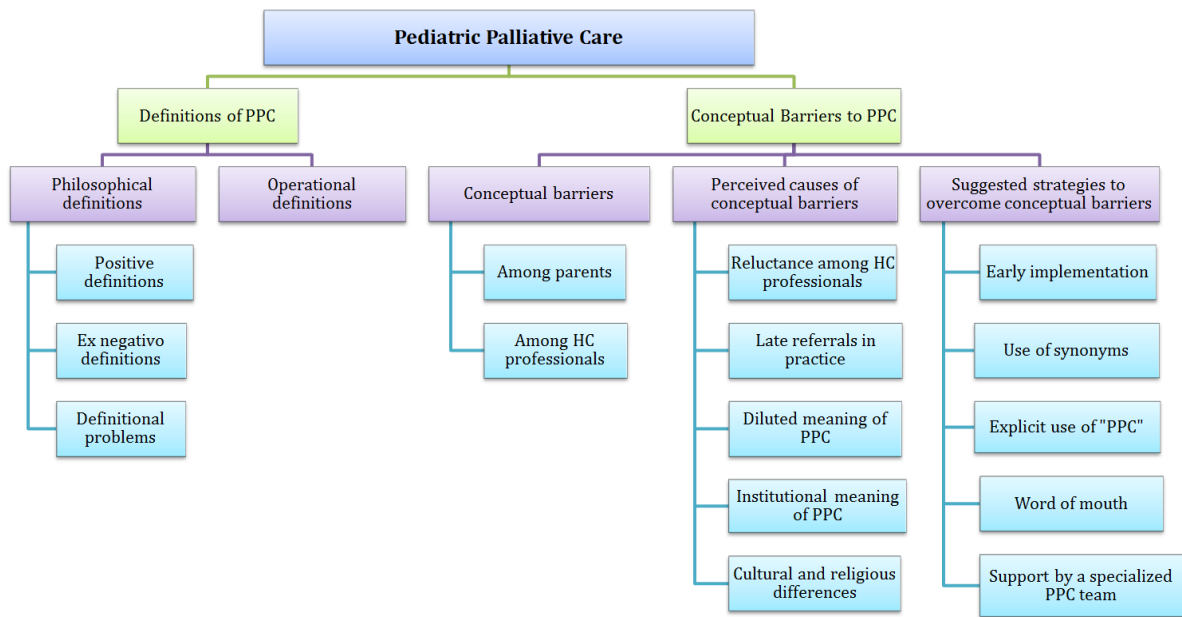 Pediatric Palliative Care
Definitions of PPC
Conceptual Barriers to PPC
Philosophical
definitions
Operational
definitions
Conceptual barriers
Perceived causes of
conceptual barriers
Suggested strategies to
overcome conceptual barriers
Positive
definitions
Ex negativo
definitions
Definitional
problems
Among parents
Among HC
professionals
Reluctance among HC
professionals
Late referrals in
practice
Diluted meaning of
PPC
Institutional meaning
of PPC
Cultural and religious
differences
Early implementation
Use of synonyms
Explicit use of "PPC"
Word of mouth
Support by a specialized
PPC team